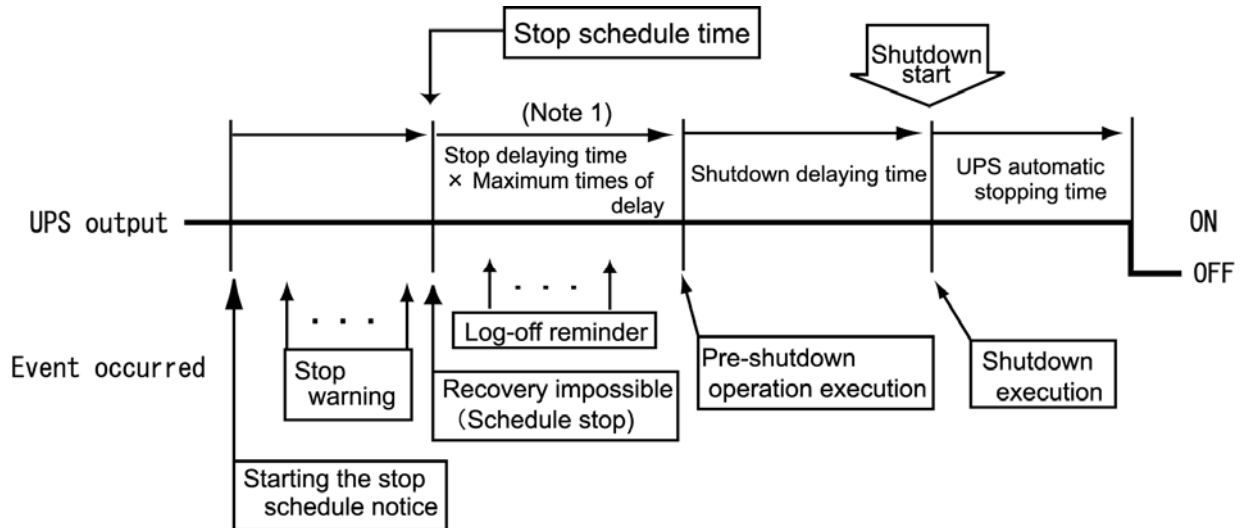 Stop schedule time
Shutdown
start
(Note 1)
Stop delaying time
× Maximum times of
delay
Shutdown delaying time
UPS automatic
stopping time
UPS output
ON
OFF
. . .
. . .
Event occurred
Stop
warning
Log-off reminder
Recovery impossible
(Schedule stop)
Pre-shutdown
operation execution
Shutdown
execution
Starting the stop
schedule notice